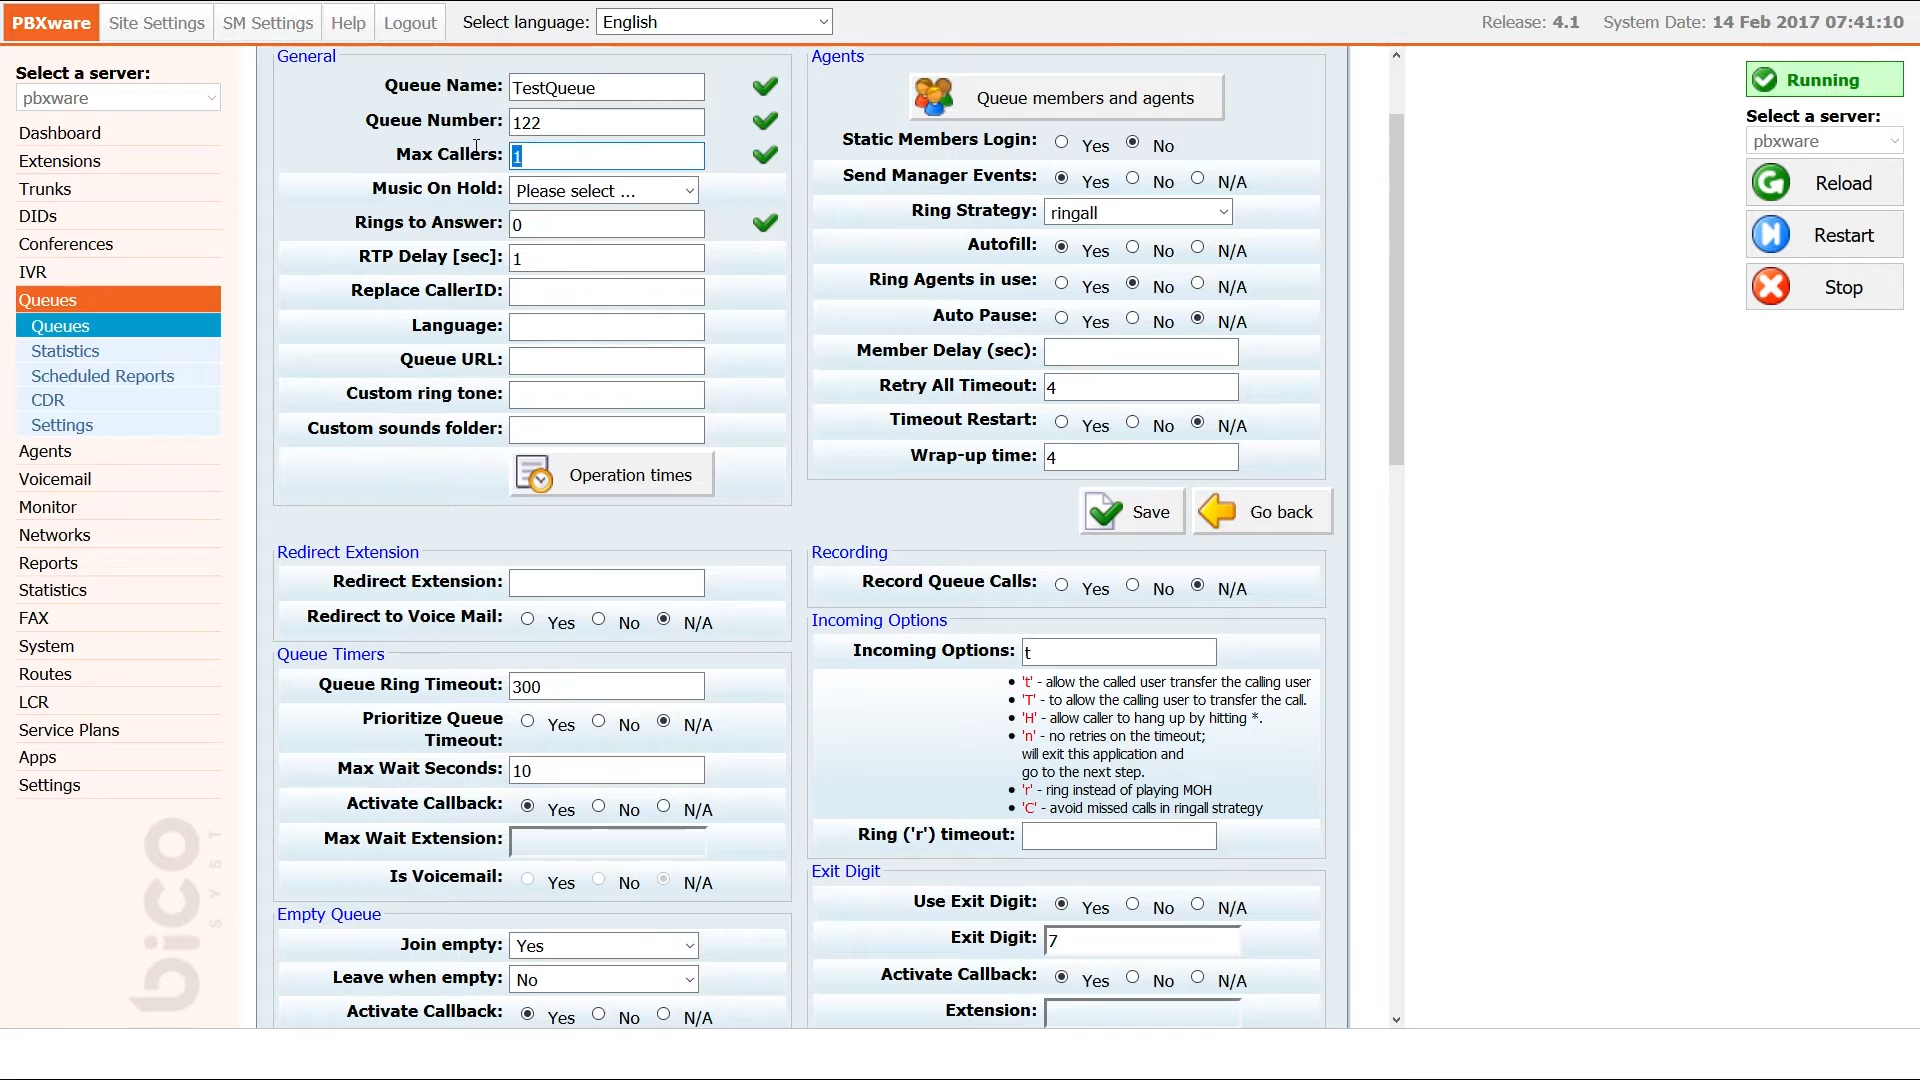 PBXware Site Settings SM Settings Help Logout Select language: English Release: 4.1 System Date: 14 Feb 2017 07:41:10
Select a server:
pbxware
Dashboard
Extensions
Trunks
DIDs
Conferences
IVR
Queues
Queues
Statistics
Scheduled Reports
CDR
Settings
Agents
Voicemail
Monitor
Networks
Reports
Statistics
FAX
System
Routes
LCR
Service Plans
Apps
Settings
bico
SYST
General
Queue Name: TestQueue
Queue Number: 122
Max Callers: 1
Music On Hold: Please select ...
Rings to Answer: 0
RTP Delay [sec]: 1
Replace CallerID:
Language:
Queue URL:
Custom ring tone:
Custom sounds folder:
Operation times
Redirect Extension
Redirect Extension:
Redirect to Voice Mail: Yes No N/A
Queue Timers
Queue Ring Timeout: 300
Prioritize Queue
Timeout: Yes No N/A
Max Wait Seconds: 10
Activate Callback: Yes No N/A
Max Wait Extension:
Is Voicemail: Yes No N/A
Empty Queue
Join empty: Yes
Leave when empty: No
Activate Callback: Yes No N/A
Agents
Queue members and agents
Static Members Login: Yes No
Send Manager Events: Yes No N/A
Ring Strategy: ringall
Autofill: Yes No N/A
Ring Agents in use: Yes No N/A
Auto Pause: Yes No N/A
Member Delay (sec):
Retry All Timeout: 4
Timeout Restart: Yes No N/A
Wrap-up time: 4
Save Go back
Recording
Record Queue Calls: Yes No N/A
Incoming Options
Incoming Options: t
• 't' - allow the called user transfer the calling user
• 'T' - to allow the calling user to transfer the call.
• 'H' - allow caller to hang up by hitting *.
• 'n' - no retries on the timeout;
will exit this application and
go to the next step.
• 'r' - ring instead of playing MOH
• 'C' - avoid missed calls in ringall strategy
Ring ('r') timeout:
Exit Digit
Use Exit Digit: Yes No N/A
Exit Digit: 7
Activate Callback: Yes No N/A
Extension:
Running
Select a server:
pbxware
Reload
Restart
Stop